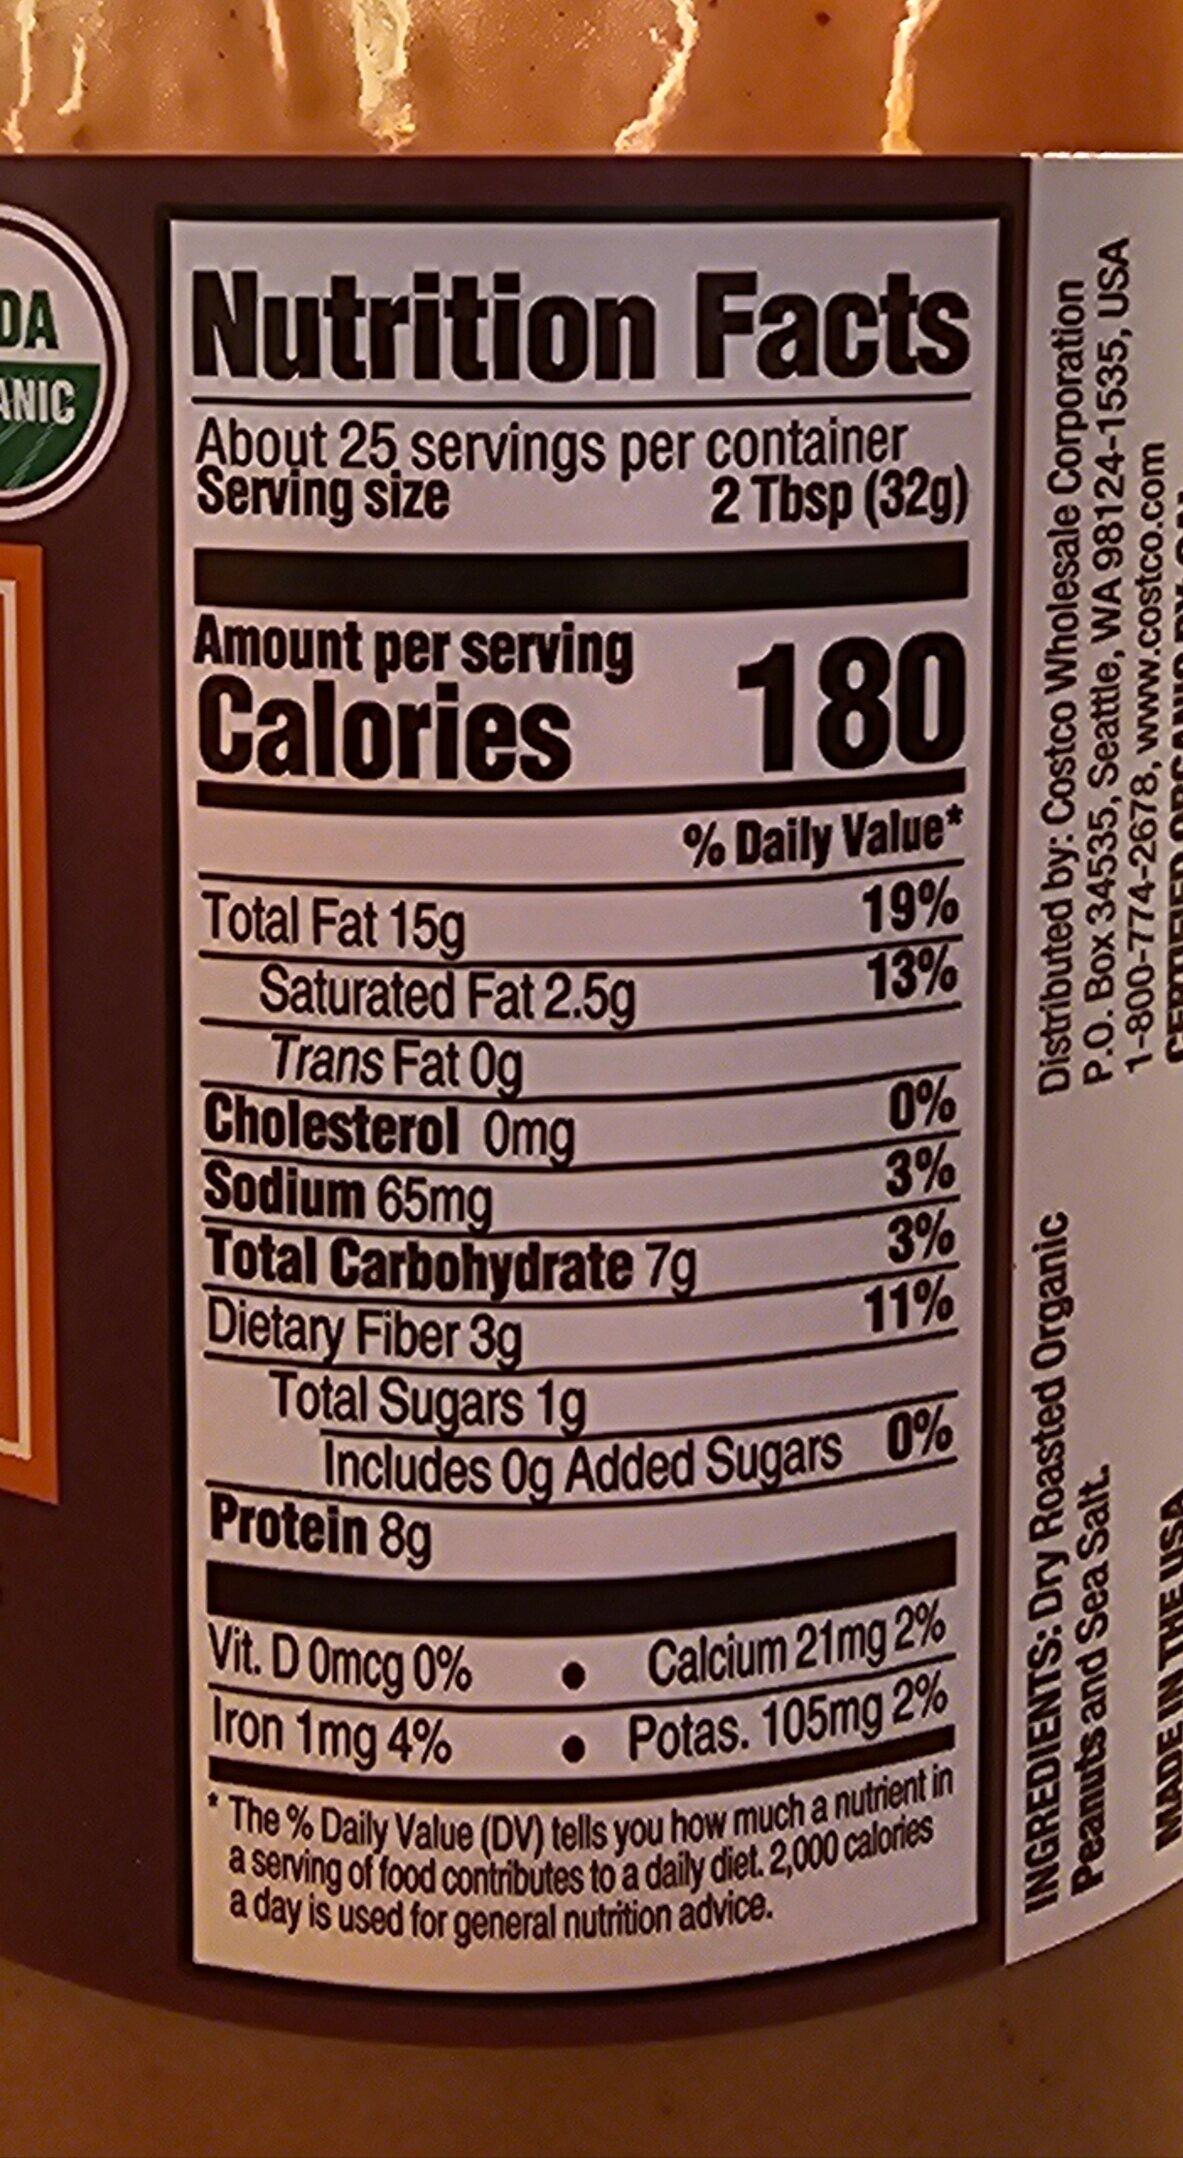 DA
ANIC
Nutrition Facts
About 25 servings per container
Serving size 2 Tbsp (32g)
Amount per serving
Calories 180
% Daily Value*
Total Fat 15g 19%
Saturated Fat 2.5g 13%
Trans Fat 0g
Cholesterol 0mg 0%
Sodium 65mg 3%
Total Carbohydrate 7g 3%
Dietary Fiber 3g 11%
Total Sugars 1g
Includes 0g Added Sugars 0%
Protein 8g
Vit. D 0mcg 0% • Calcium 21mg 2%
Iron 1mg 4% • Potas. 105mg 2%
* The % Daily Value (DV) tells you how much a nutrient in
a serving of food contributes to a daily diet. 2,000 calories
a day is used for general nutrition advice.
INGREDIENTS: Dry Roasted Organic
Peanuts and Sea Salt.
MADE IN THE USA
Distributed by: Costco Wholesale Corporation
P.O. Box 34535, Seattle, WA 98124-1535, USA
1-800-774-2678, www.costco.com
CERTIFIED ORGANIC BY